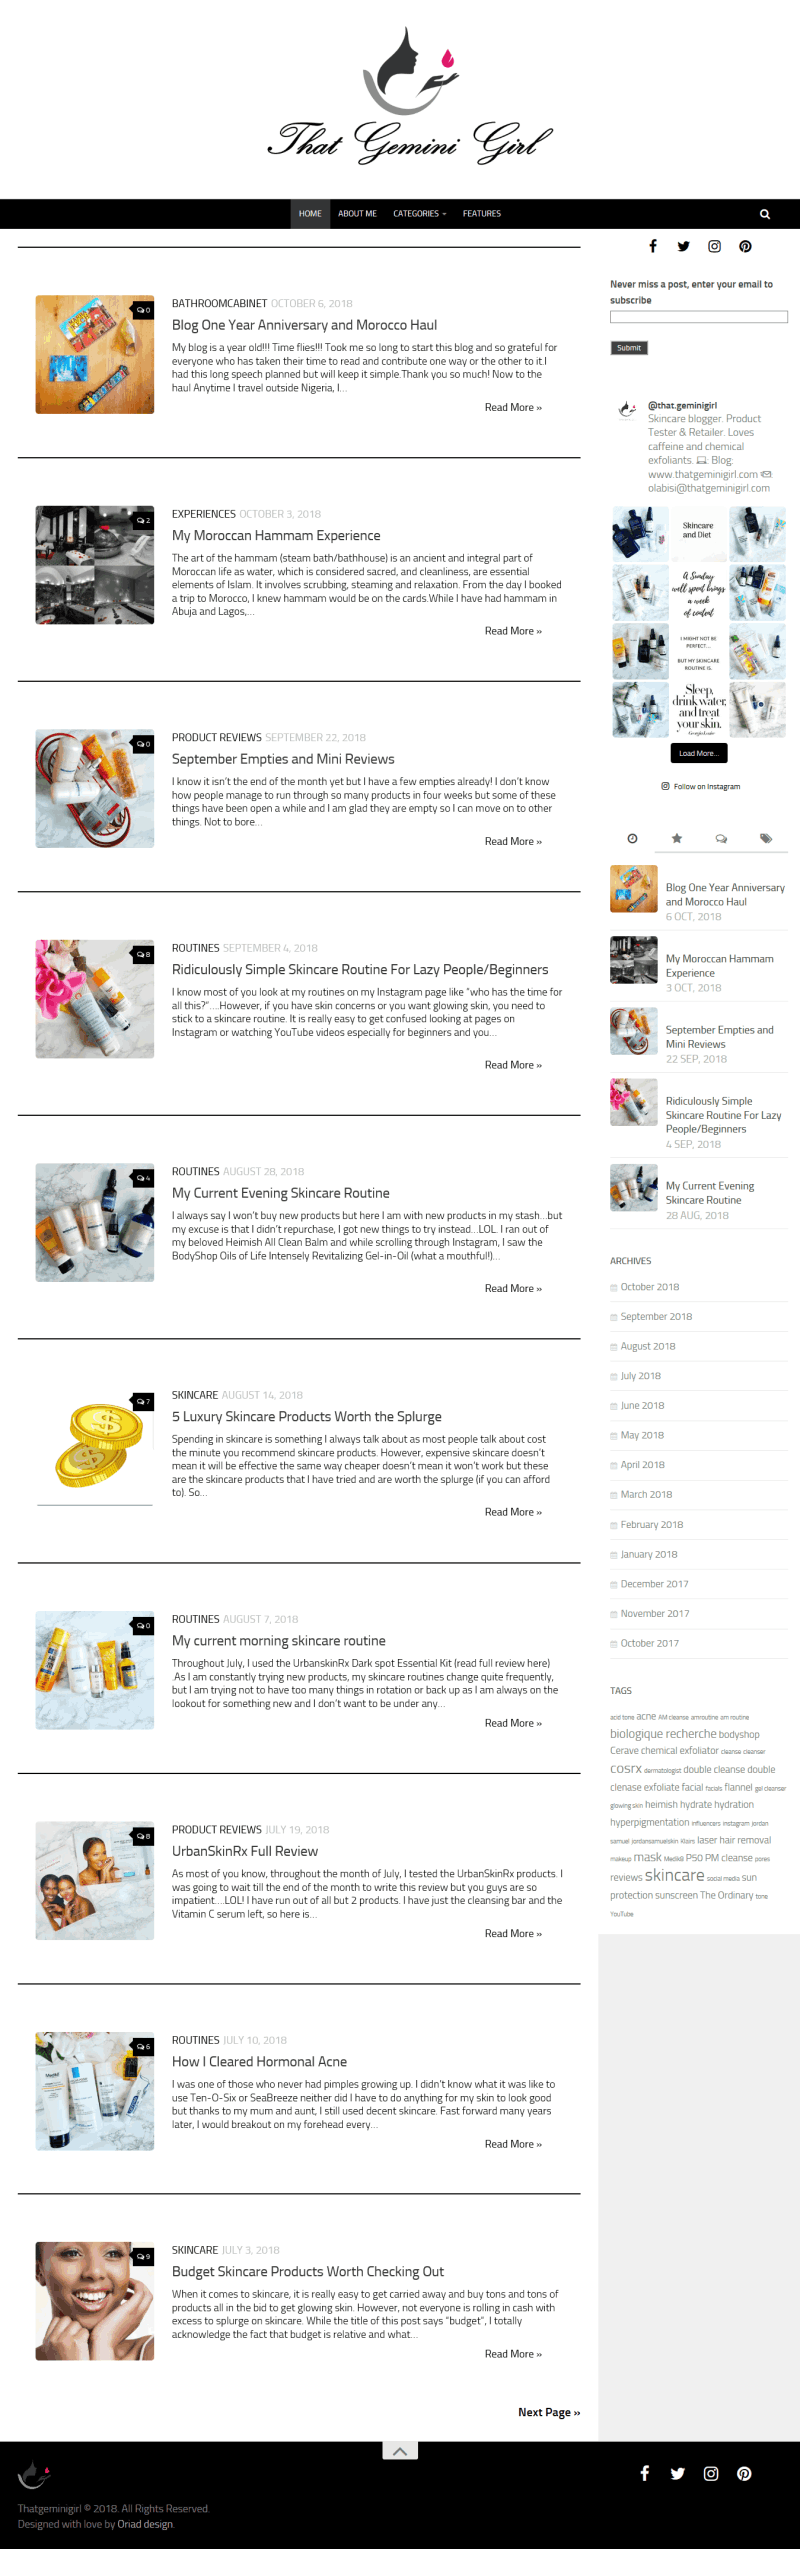 That Gemini Girl
HOME ABOUT ME CATEGORIES FEATURES
0
BATHROOMCABINET OCTOBER 6, 2018
Blog One Year Anniversary and Morocco Haul
My blog is a year old!!! Time flies!!! Took me so long to start this blog and so grateful for
everyone who has taken their time to read and contribute one way or the other to it.I
had this long speech planned but will keep it simple.Thank you so much! Now to the
haul Anytime I travel outside Nigeria, I...
Read More »
2
EXPERIENCES OCTOBER 3, 2018
My Moroccan Hammam Experience
The art of the hammam (steam bath/bathhouse) is an ancient and integral part of
Moroccan life as water, which is considered sacred, and cleanliness, are essential
elements of Islam. It involves scrubbing, steaming and relaxation. From the day I booked
a trip to Morocco, I knew hammam would be on the cards.While I have had hammam in
Abuja and Lagos,...
Read More »
0
PRODUCT REVIEWS SEPTEMBER 22, 2018
September Empties and Mini Reviews
I know it isn't the end of the month yet but I have a few empties already! I don't know
how people manage to run through so many products in four weeks but some of these
things have been open a while and I am glad they are empty so I can move on to other
things. Not to bore...
Read More »
8
ROUTINES SEPTEMBER 4, 2018
Ridiculously Simple Skincare Routine For Lazy People/Beginners
I know most of you look at my routines on my Instagram page like "who has the time for
all this?"....However, if you have skin concerns or you want glowing skin, you need to
stick to a skincare routine. It is really easy to get confused looking at pages on
Instagram or watching YouTube videos especially for beginners and you...
Read More »
4
ROUTINES AUGUST 28, 2018
My Current Evening Skincare Routine
I always say I won't buy new products but here I am with new products in my stash...but
my excuse is that I didn't repurchase, I got new things to try instead...LOL. I ran out of
my beloved Heimish All Clean Balm and while scrolling through Instagram, I saw the
BodyShop Oils of Life Intensely Revitalizing Gel-in-Oil (what a mouthful!)...
Read More »
7
SKINCARE AUGUST 14, 2018
5 Luxury Skincare Products Worth the Splurge
Spending in skincare is something I always talk about as most people talk about cost
the minute you recommend skincare products. However, expensive skincare doesn't
mean it will be effective the same way cheaper doesn't mean it won't work but these
are the skincare products that I have tried and are worth the splurge (if you can afford
to). So...
Read More »
0
ROUTINES AUGUST 7, 2018
My current morning skincare routine
Throughout July, I used the UrbanskinRx Dark spot Essential Kit (read full review here)
.As I am constantly trying new products, my skincare routines change quite frequently,
but I am trying not to have too many things in rotation or back up as I am always on the
lookout for something new and I don't want to be under any...
Read More »
8
PRODUCT REVIEWS JULY 19, 2018
UrbanSkinRx Full Review
As most of you know, throughout the month of July, I tested the UrbanSkinRx products. I
was going to wait till the end of the month to write this review but you guys are so
impatient....LOL! I have run out of all but 2 products. I have just the cleansing bar and the
Vitamin C serum left, so here is...
Read More »
6
ROUTINES JULY 10, 2018
How I Cleared Hormonal Acne
I was one of those who never had pimples growing up. I didn't know what it was like to
use Ten-O-Six or SeaBreeze neither did I have to do anything for my skin to look good
but thanks to my mum and aunt, I still used decent skincare. Fast forward many years
later, I would breakout on my forehead every...
Read More »
9
SKINCARE JULY 3, 2018
Budget Skincare Products Worth Checking Out
When it comes to skincare, it is really easy to get carried away and buy tons and tons of
products all in the bid to get glowing skin. However, not everyone is rolling in cash with
excess to splurge on skincare. While the title of this post says "budget", I totally
acknowledge the fact that budget is relative and what...
Read More »
Next Page »
Never miss a post, enter your email to
subscribe
Submit
@that.geminigirl
Skincare blogger. Product
Tester & Retailer. Loves
caffeine and chemical
exfoliants. 💻: Blog:
www.thatgeminigirl.com 📧:
olabisi@thatgeminigirl.com
Skincare
and Diet
A Sunday
well spent brings
a week
of content
I MIGHT NOT BE
PERFECT...
BUT MY SKINCARE
ROUTINE IS.
Sleep,
drink water,
and treat
your skin.
Load More...
Follow on Instagram
Blog One Year Anniversary
and Morocco Haul
6 OCT, 2018
My Moroccan Hammam
Experience
3 OCT, 2018
September Empties and
Mini Reviews
22 SEP, 2018
Ridiculously Simple
Skincare Routine For Lazy
People/Beginners
4 SEP, 2018
My Current Evening
Skincare Routine
28 AUG, 2018
ARCHIVES
October 2018
September 2018
August 2018
July 2018
June 2018
May 2018
April 2018
March 2018
February 2018
January 2018
December 2017
November 2017
October 2017
TAGS
acid tone acne AM cleanse amroutine am routine
biologique recherche bodyshop
Cerave chemical exfoliator cleanse cleanser
cosrx dermatologist double cleanse double
clenase exfoliate facial facials flannel gel cleanser
glowing skin heimish hydrate hydration
hyperpigmentation influencers instagram jordan
samuel jordansamuelskin Klairs laser hair removal
makeup mask Medik8 P50 PM cleanse pores
reviews skincare social media sun
protection sunscreen The Ordinary tone
YouTube
Thatgeminigirl © 2018. All Rights Reserved.
Designed with love by Oriad design.